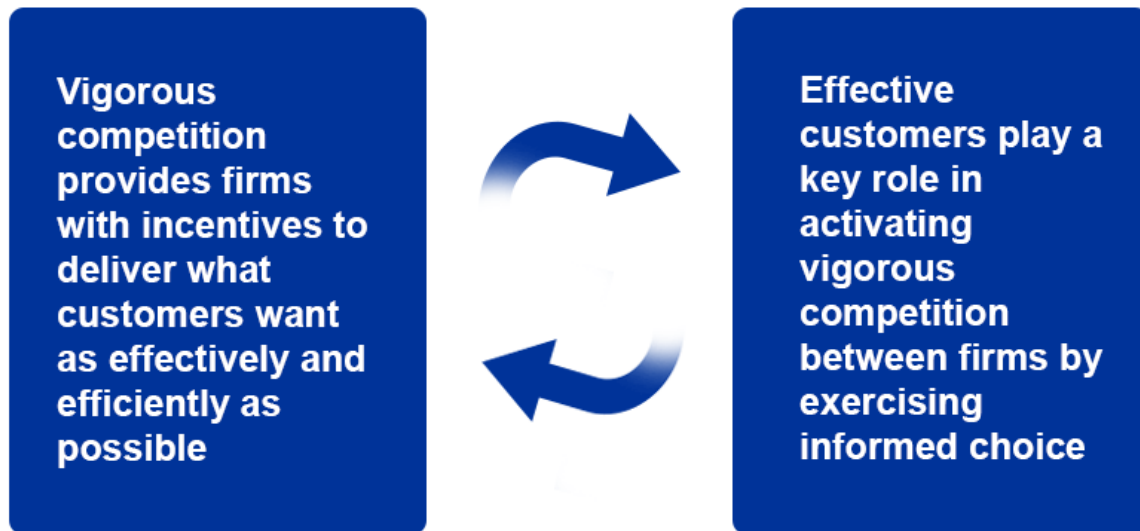 Vigorous
competition
provides firms
with incentives to
deliver what
customers want
as effectively and
efficiently as
possible
Effective
customers play a
key role in
activating
vigorous
competition
between firms by
exercising
informed choice